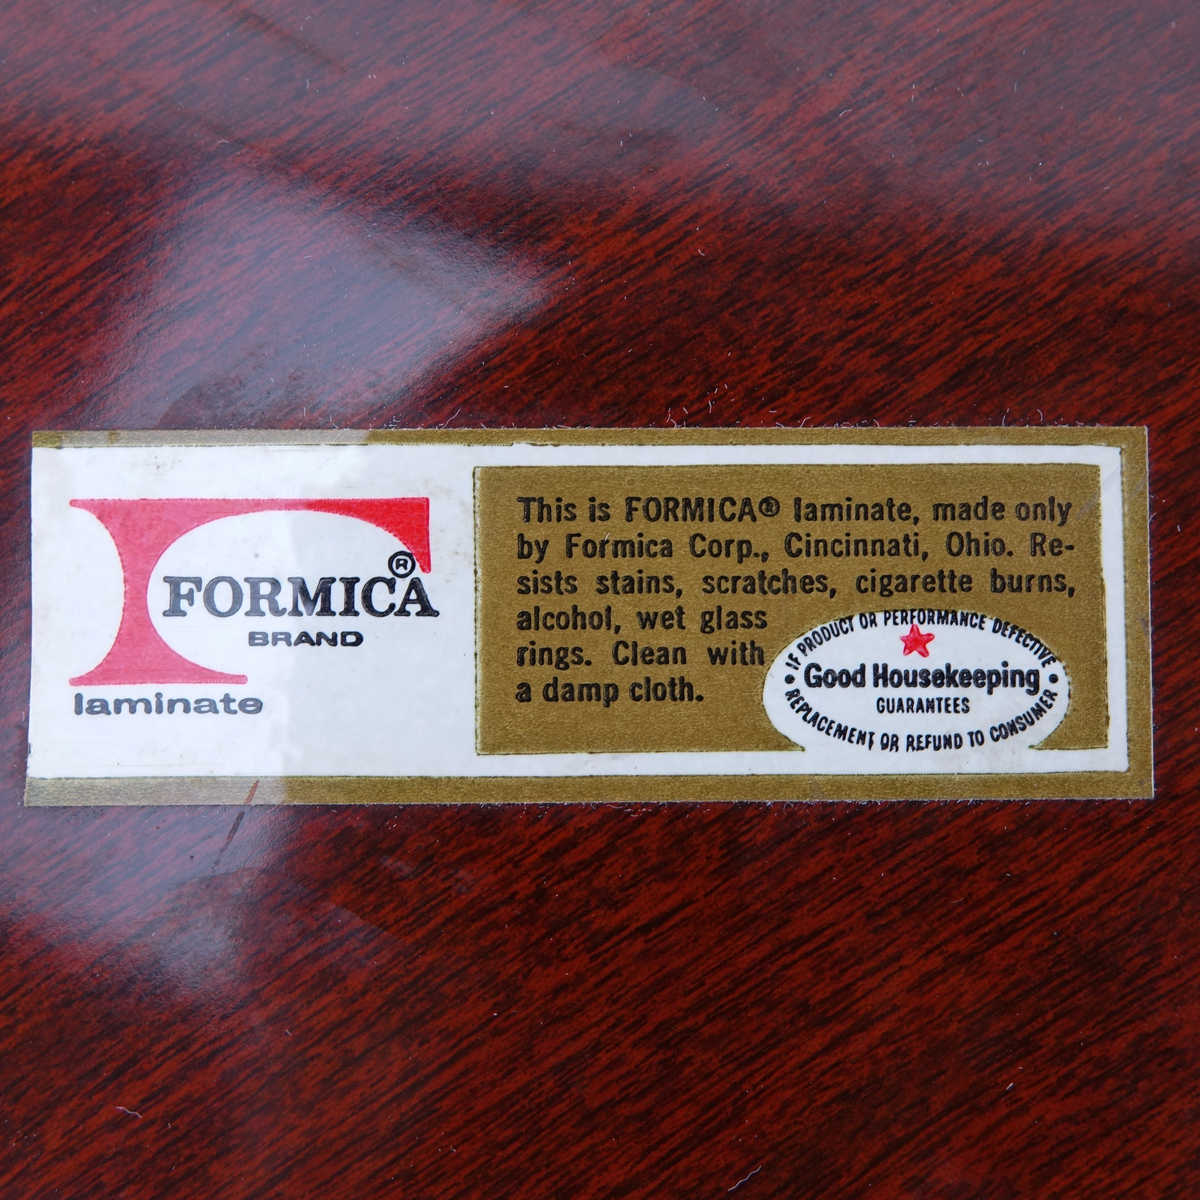 FORMICA®
BRAND
laminate
This is FORMICA® laminate, made only
by Formica Corp., Cincinnati, Ohio. Re-
sists stains, scratches, cigarette burns,
alcohol, wet glass
rings. Clean with
a damp cloth.
• IF PRODUCT OR PERFORMANCE DEFECTIVE •
Good Housekeeping
GUARANTEES
REPLACEMENT OR REFUND TO CONSUMER